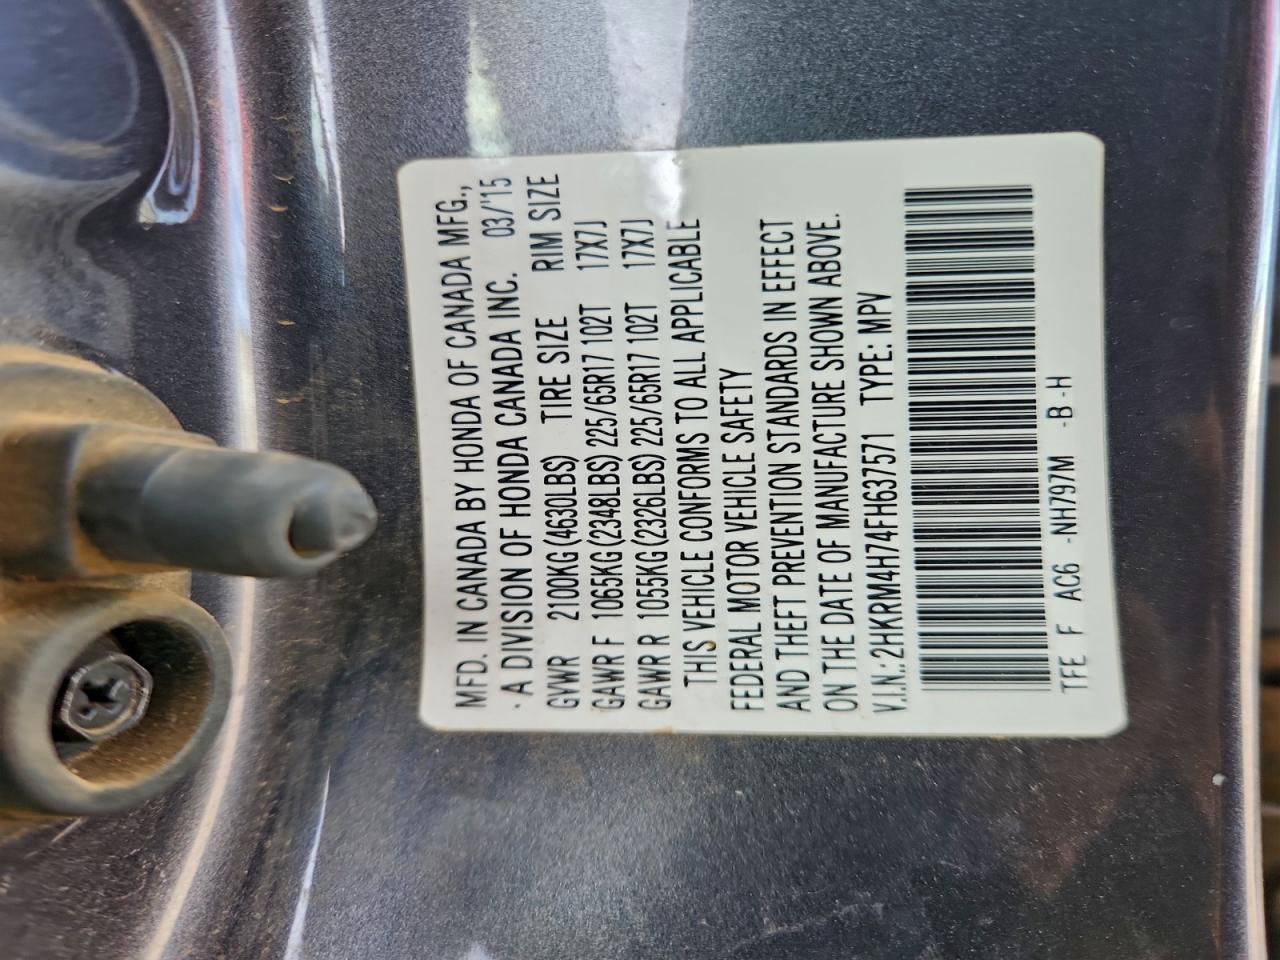 MFD. IN CANADA BY HONDA OF CANADA MFG.,
A DIVISION OF HONDA CANADA INC. 03/'15
GVWR 2100KG(4630LBS) TIRE SIZE RIM SIZE
GAWR F 1065KG(2348LBS) 225/65R17 102T 17X7J
GAWR R 1055KG(2326LBS) 225/65R17 102T 17X7J
THIS VEHICLE CONFORMS TO ALL APPLICABLE
FEDERAL MOTOR VEHICLE SAFETY
AND THEFT PREVENTION STANDARDS IN EFFECT
ON THE DATE OF MANUFACTURE SHOWN ABOVE.
V.I.N.:2HKRM4H74FH637571 TYPE: MPV
TFE F AC6 -NH797M -B-H